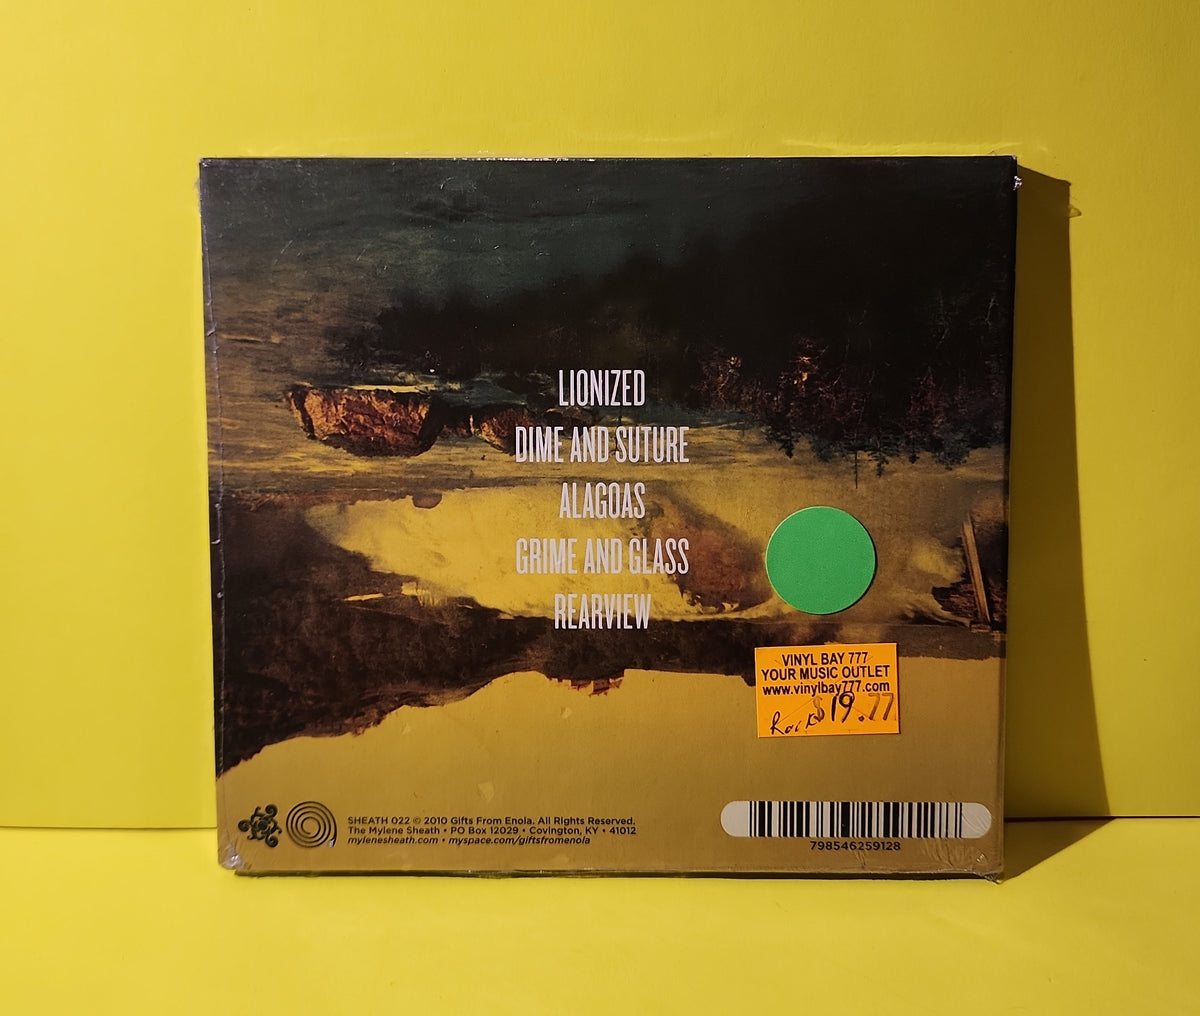 LIONIZED
DIME AND SUTURE
ALAGOAS
GRIME AND GLASS
REARVIEW
VINYL BAY 777
YOUR MUSIC OUTLET
www.vinylbay777.com
$19.77
Rock
SHEATH 022 © 2010 Gifts From Enola. All Rights Reserved.
The Mylene Sheath • PO Box 12029 • Covington, KY • 41012
mylenesheath.com • myspace.com/giftsfromenola
798546259128